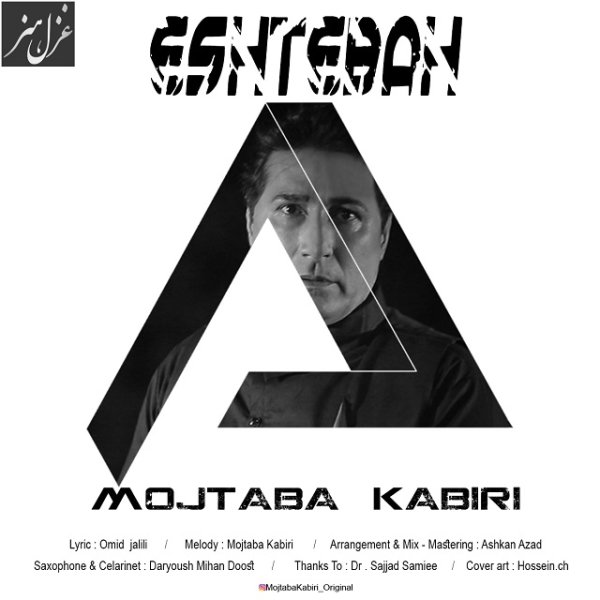 غزل هنر
ESHTEBAH
MOJTABA KABIRI
Lyric : Omid jalili / Melody : Mojtaba Kabiri / Arrangement & Mix - Mastering : Ashkan Azad
Saxophone & Celarinet : Daryoush Mihan Doost / Thanks To : Dr . Sajjad Samiee / Cover art : Hossein.ch
MojtabaKabiri_Original